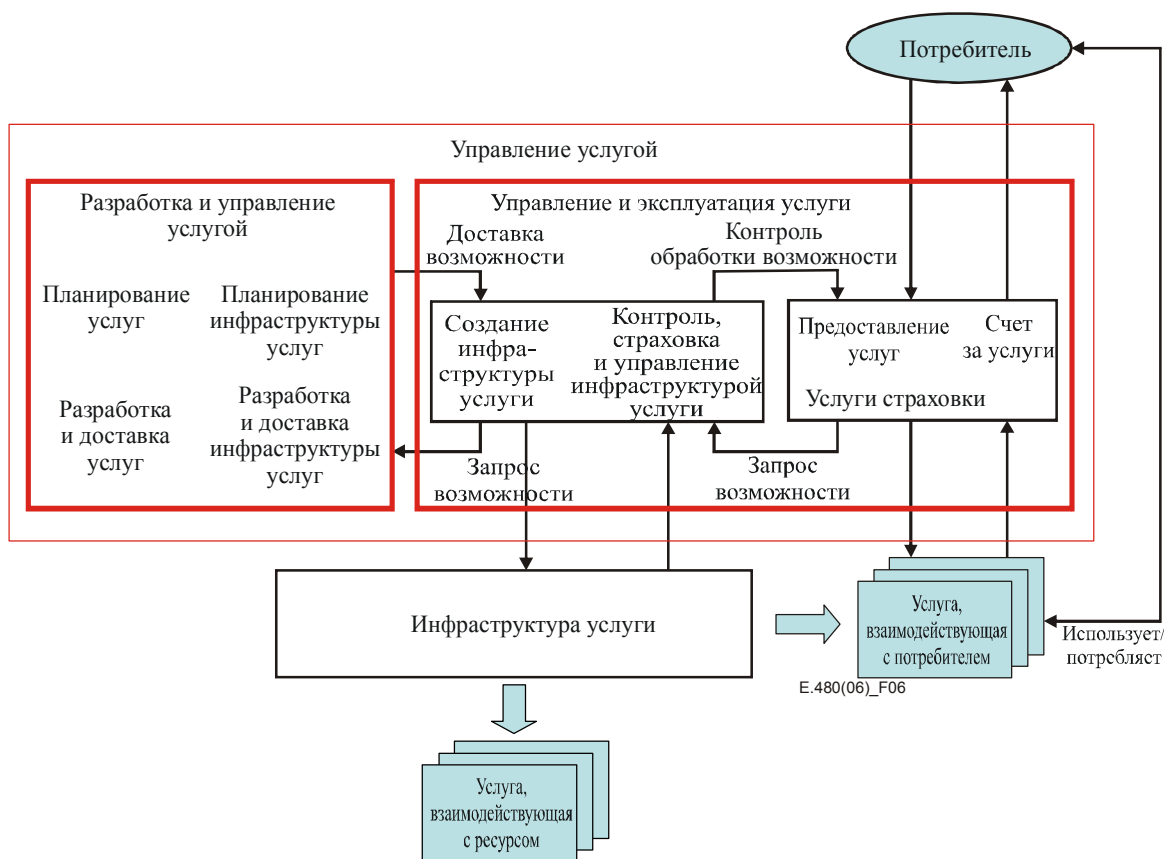 Потребитель
Управление услугой
Разработка и управление
услугой
Планирование
услуг
Планирование
инфраструктуры
услуг
Разработка
и доставка
услуг
Разработка
и доставка
инфраструктуры
услуг
Управление и эксплуатация услуги
Доставка
возможности
Контроль
обработки возможности
Создание
инфра-
структуры
услуги
Контроль,
страховка
и управление
инфраструктурой
услуги
Предоставление
услуг
Счет
за услуги
Услуги страховки
Запрос
возможности
Запрос
возможности
Инфраструктура услуги
Услуга,
взаимодействующая
с потребителем
Использует/
потребляет
E.480(06)_F06
Услуга,
взаимодействующая
с ресурсом